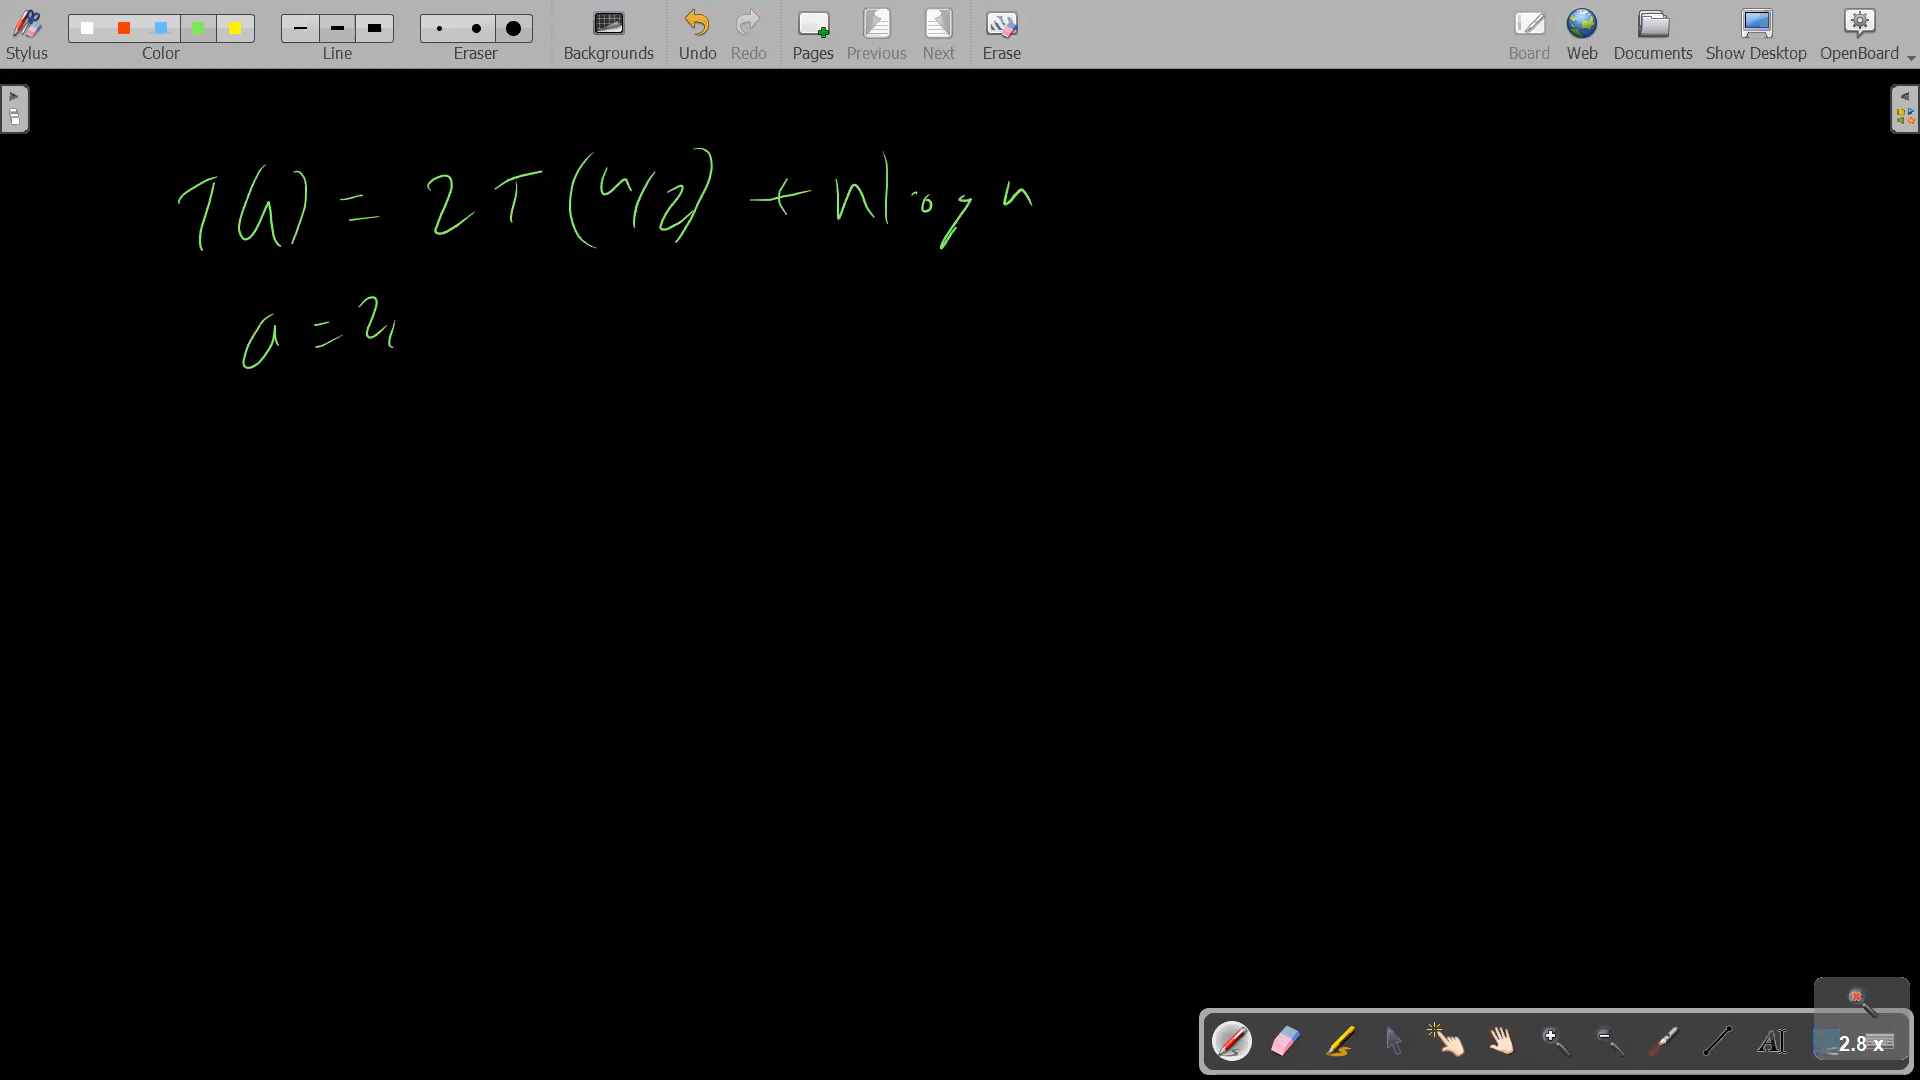 Stylus Color Line Eraser Backgrounds Undo Redo Pages Previous Next Erase Board Web Documents Show Desktop OpenBoard
T(n) = 2T(n/2) + n log n
a = 2,
2.8 x